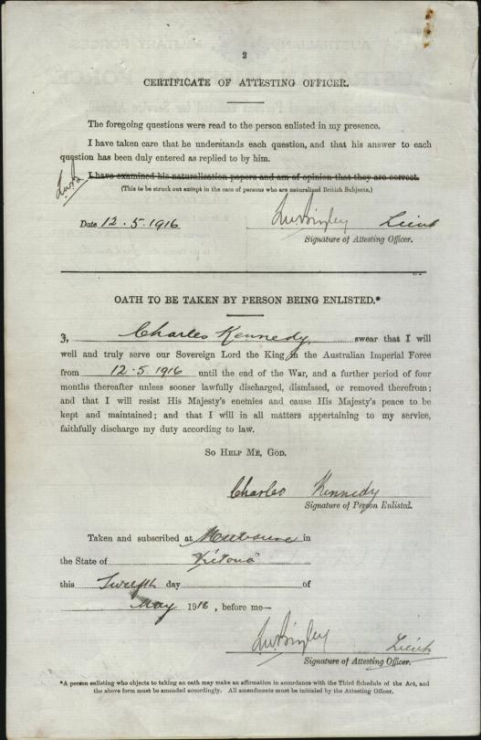 2
CERTIFICATE OF ATTESTING OFFICER.
The foregoing questions were read to the person enlisted in my presence.
I have taken care that he understands each question, and that his answer to each
question has been duly entered as replied to by him.
I have examined his naturalization papers and am of opinion that they are correct.
(This to be struck out except in the case of persons who are naturalized British Subjects.)
Date 12.5.1916 Lieut
Signature of Attesting Officer.
OATH TO BE TAKEN BY PERSON BEING ENLISTED.*
I, Charles Kennedy swear that I will
well and truly serve our Sovereign Lord the King in the Australian Imperial Force
from 12.5.1916 until the end of the War, and a further period of four
months thereafter unless sooner lawfully discharged, dismissed, or removed therefrom;
and that I will resist His Majesty's enemies and cause His Majesty's peace to be
kept and maintained; and that I will in all matters appertaining to my service,
faithfully discharge my duty according to law.
SO HELP ME, GOD.
Charles Kennedy
Signature of Person Enlisted.
Taken and subscribed at Melbourne in
the State of Victoria
this Twelfth day of
May 1916, before me—
Lieut
Signature of Attesting Officer.
*A person enlisting who objects to taking an oath may make an affirmation in accordance with the Third Schedule of the Act, and
the above form must be amended accordingly. All amendments must be initialed by the Attesting Officer.